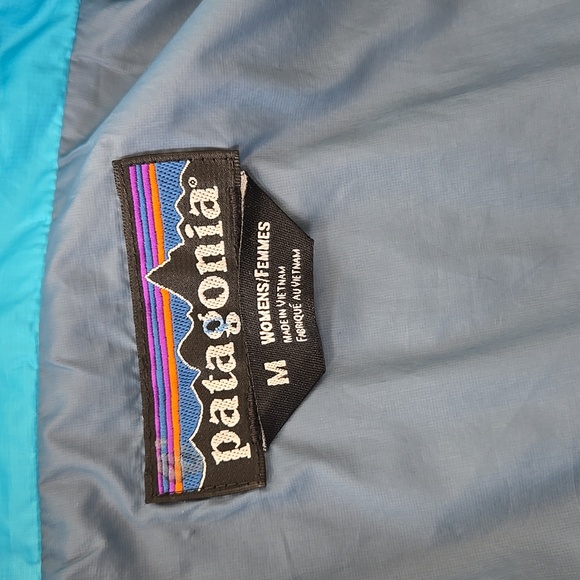 patagonia®
M
WOMENS/FEMMES
MADE IN VIETNAM
FABRIQUÉ AU VIETNAM